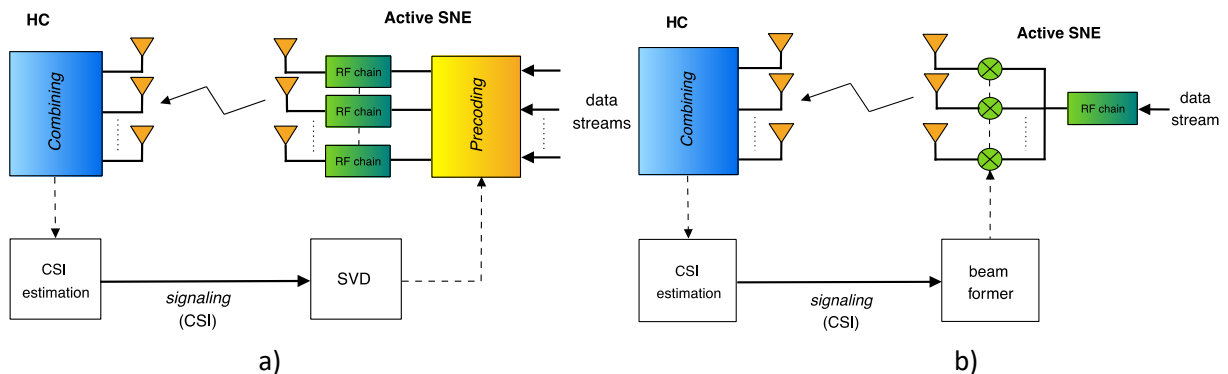 HC
Active SNE
Combining
RF chain
RF chain
RF chain
Precoding
data
streams
CSI
estimation
signaling
(CSI)
SVD
a)
HC
Active SNE
Combining
RF chain
data
stream
CSI
estimation
signaling
(CSI)
beam
former
b)